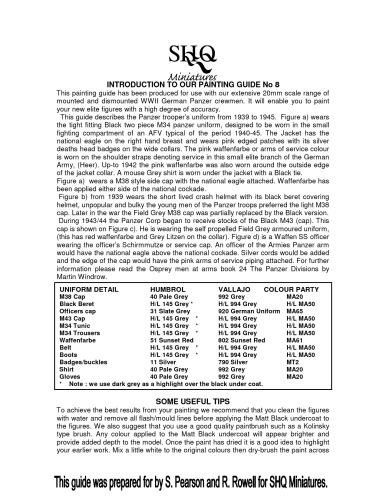 SHQ
Miniatures
INTRODUCTION TO OUR PAINTING GUIDE No 8
This painting guide has been produced for use with our extensive 20mm scale range of
mounted and dismounted WWII German Panzer crewmen. It will enable you to paint
your new elite figures with a high degree of accuracy.
This guide describes the Panzer trooper's uniform from 1939 to 1945. Figure a) wears
the tight fitting Black two piece M34 panzer uniform, designed to be worn in the small
fighting compartment of an AFV typical of the period 1940-45. The Jacket has the
national eagle on the right hand breast and wears pink edged patches with its silver
deaths head badges on the wide collars. The pink waffenfarbe or arms of service colour
is worn on the shoulder straps denoting service in this small elite branch of the German
Army, (Heer). Up-to 1942 the pink waffenfarbe was also worn around the outside edge
of the jacket collar. A mouse Grey shirt is worn under the jacket with a Black tie.
Figure a) wears a M38 style side cap with the national eagle attached. Waffenfarbe has
been applied either side of the national cockade.
Figure b) from 1939 wears the short lived crash helmet with its black beret covering
helmet, unpopular and bulky the young men of the Panzer troops preferred the light M38
cap. Later in the war the Field Grey M38 cap was partially replaced by the Black version.
During 1943/44 the Panzer Corp began to receive stocks of the Black M43 (cap). This
cap is shown on Figure c). He is wearing the self propelled Field Grey armoured uniform,
(this has red waffenfarbe and Grey Litzen on the collar). Figure d) is a Waffen SS officer
wearing the officer's Schirmmutze or service cap. An officer of the Armies Panzer arm
would have the national eagle above the national cockade. Silver cords would be added
and the edge of the cap would have the pink arms of service piping attached. For further
information please read the Osprey men at arms book 24 The Panzer Divisions by
Martin Windrow.
UNIFORM DETAIL HUMBROL VALLAJO COLOUR PARTY
M38 Cap 40 Pale Grey 992 Grey MA20
Black Beret H/L 145 Grey * H/L 994 Grey H/L MA50
Officers cap 31 Slate Grey 920 German Uniform MA65
M43 Cap H/L 145 Grey * H/L 994 Grey H/L MA50
M34 Tunic H/L 145 Grey * H/L 994 Grey H/L MA50
M34 Trousers H/L 145 Grey * H/L 994 Grey H/L MA50
Waffenfarbe 51 Sunset Red 802 Sunset Red MA61
Belt H/L 145 Grey * H/L 994 Grey H/L MA50
Boots H/L 145 Grey * H/L 994 Grey H/L MA50
Badges/buckles 11 Silver 790 Silver MT2
Shirt 40 Pale Grey 992 Grey MA20
Gloves 40 Pale Grey 992 Grey MA20
* Note : we use dark grey as a highlight over the black under coat.
SOME USEFUL TIPS
To achieve the best results from your painting we recommend that you clean the figures
with water and remove all flash/mould lines before applying the Matt Black undercoat to
the figures. We also suggest that you use a good quality paintbrush such as a Kolinsky
type brush. Any colour applied to the Matt Black undercoat will appear brighter and
provide added depth to the model. Once the paint has dried it is a good idea to highlight
your earlier work. Mix a little white to the original colours then dry-brush the paint across
This guide was prepared for by S. Pearson and R. Rowell for SHQ Miniatures.